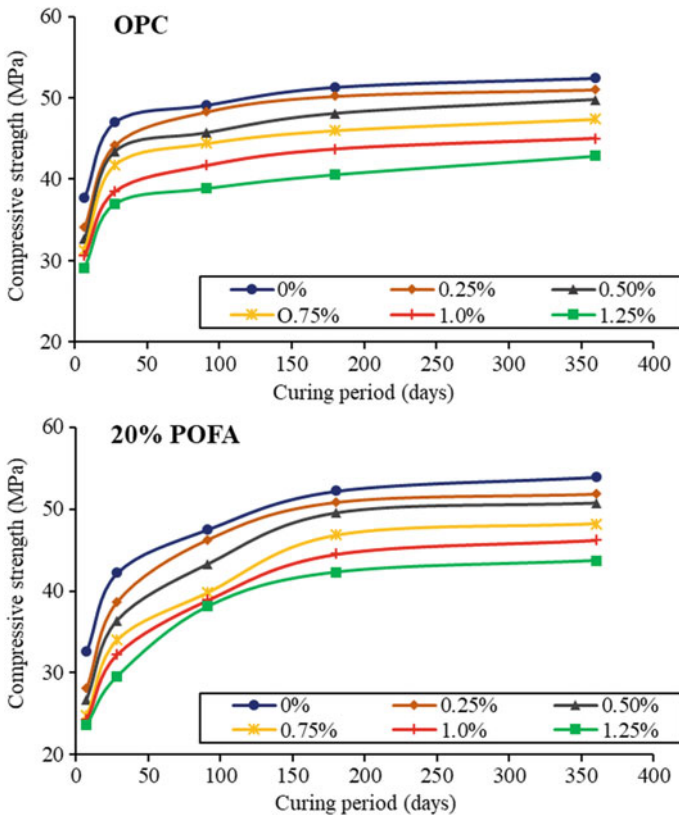 OPC
60
50
40
30
20
Compressive strength (MPa)
0% 0.25% 0.50%
O.75% 1.0% 1.25%
0 50 100 150 200 250 300 350 400
Curing period (days)
20% POFA
60
50
40
30
20
Compressive strength (MPa)
0% 0.25% 0.50%
0.75% 1.0% 1.25%
0 50 100 150 200 250 300 350 400
Curing period (days)